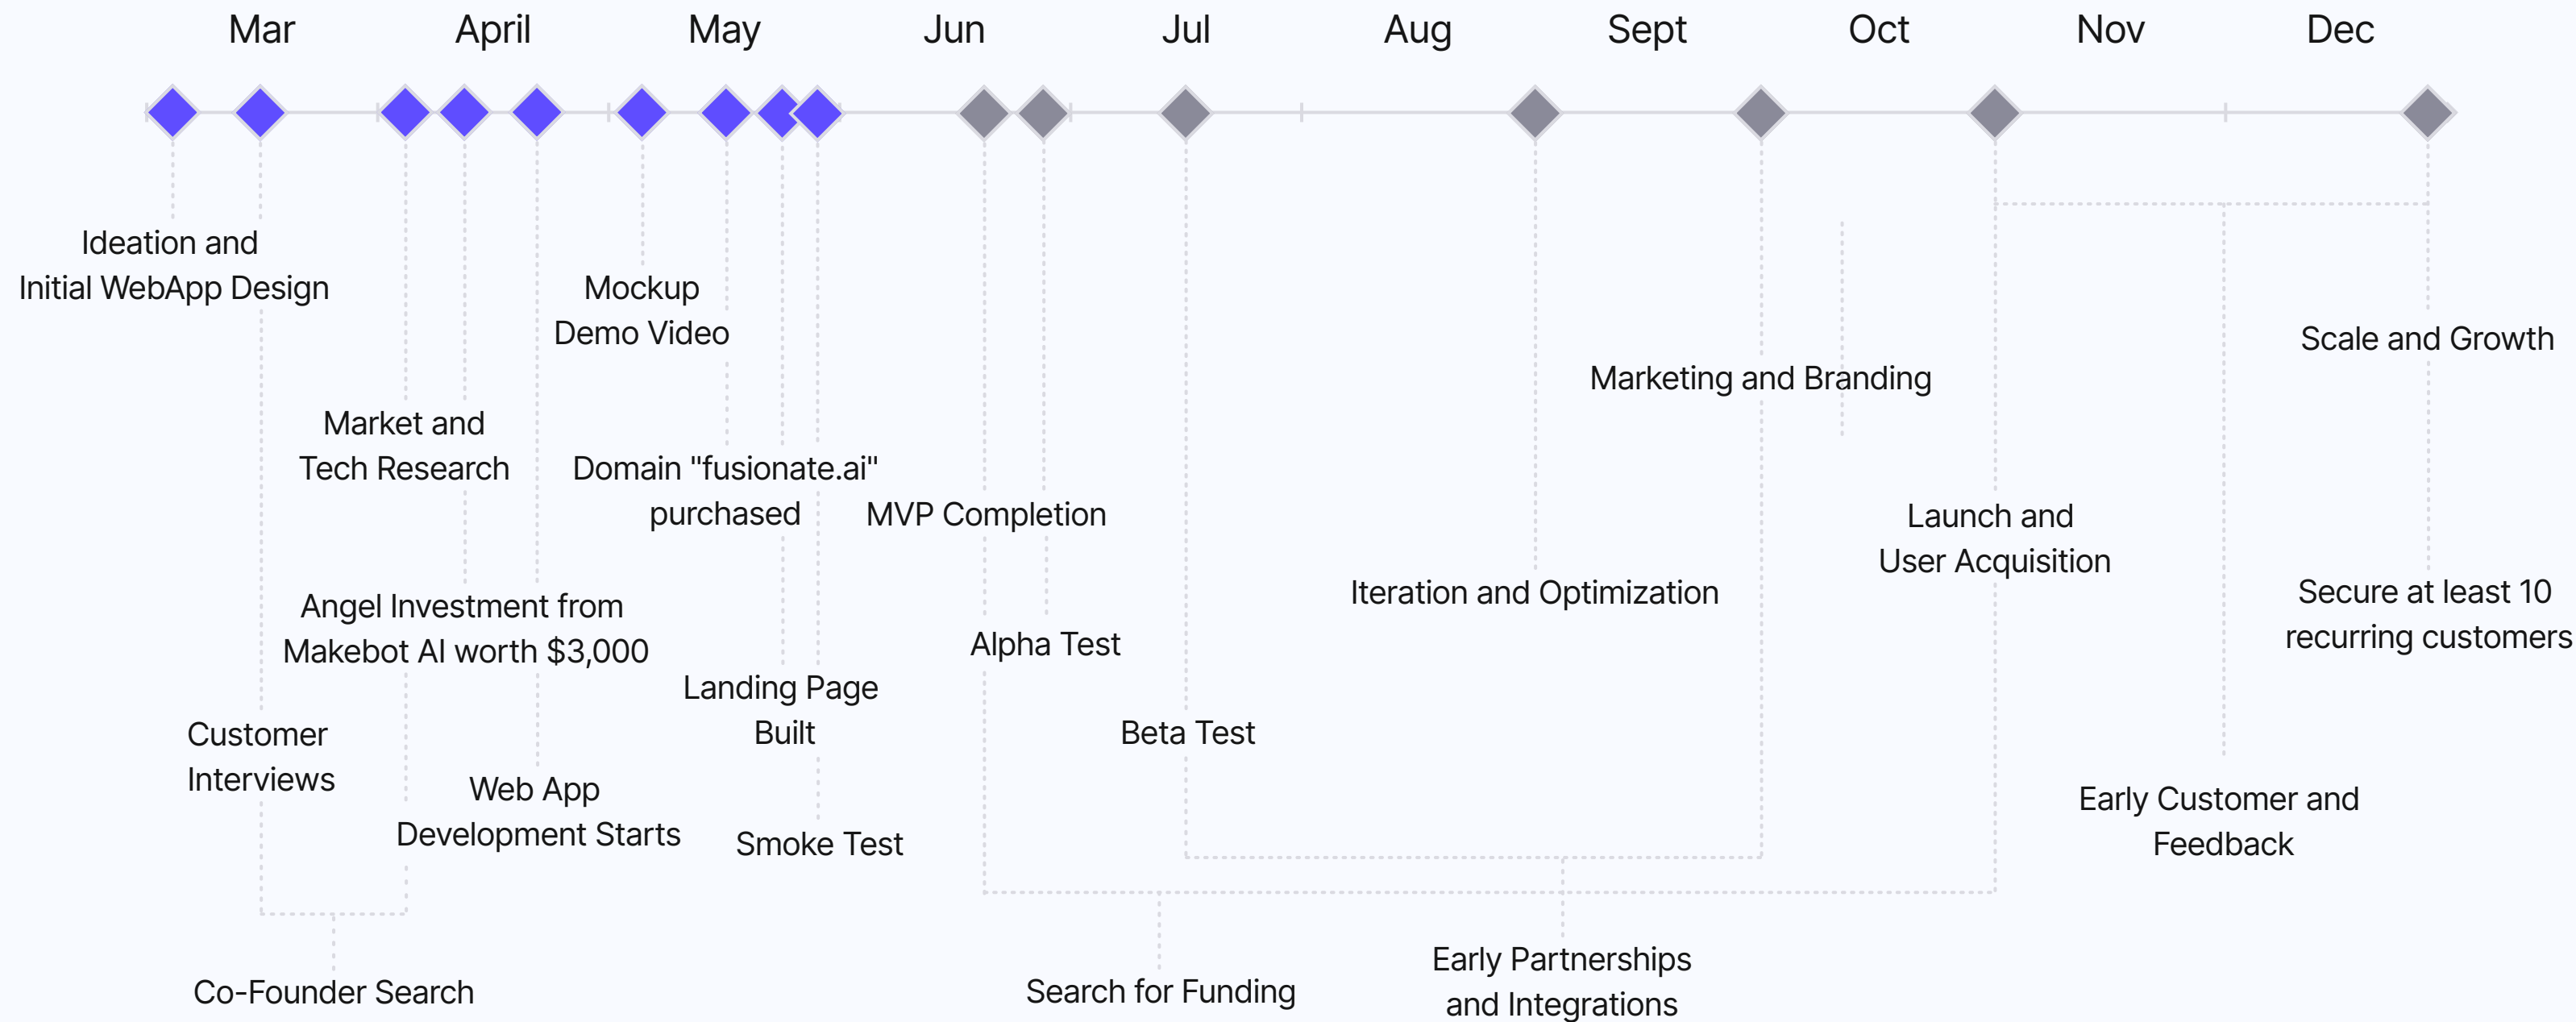 Mar
April
May
Jun
Jul
Aug
Sept
Oct
Nov
Dec
Ideation and
Initial WebApp Design
Mockup
Demo Video
Scale and Growth
Marketing and Branding
Market and
Tech Research
Domain "fusionate.ai"
purchased
MVP Completion
Launch and
User Acquisition
Iteration and Optimization
Secure at least 10
recurring customers
Angel Investment from
Makebot AI worth $3,000
Alpha Test
Landing Page
Built
Beta Test
Customer
Interviews
Web App
Development Starts
Smoke Test
Early Customer and
Feedback
Co-Founder Search
Search for Funding
Early Partnerships
and Integrations